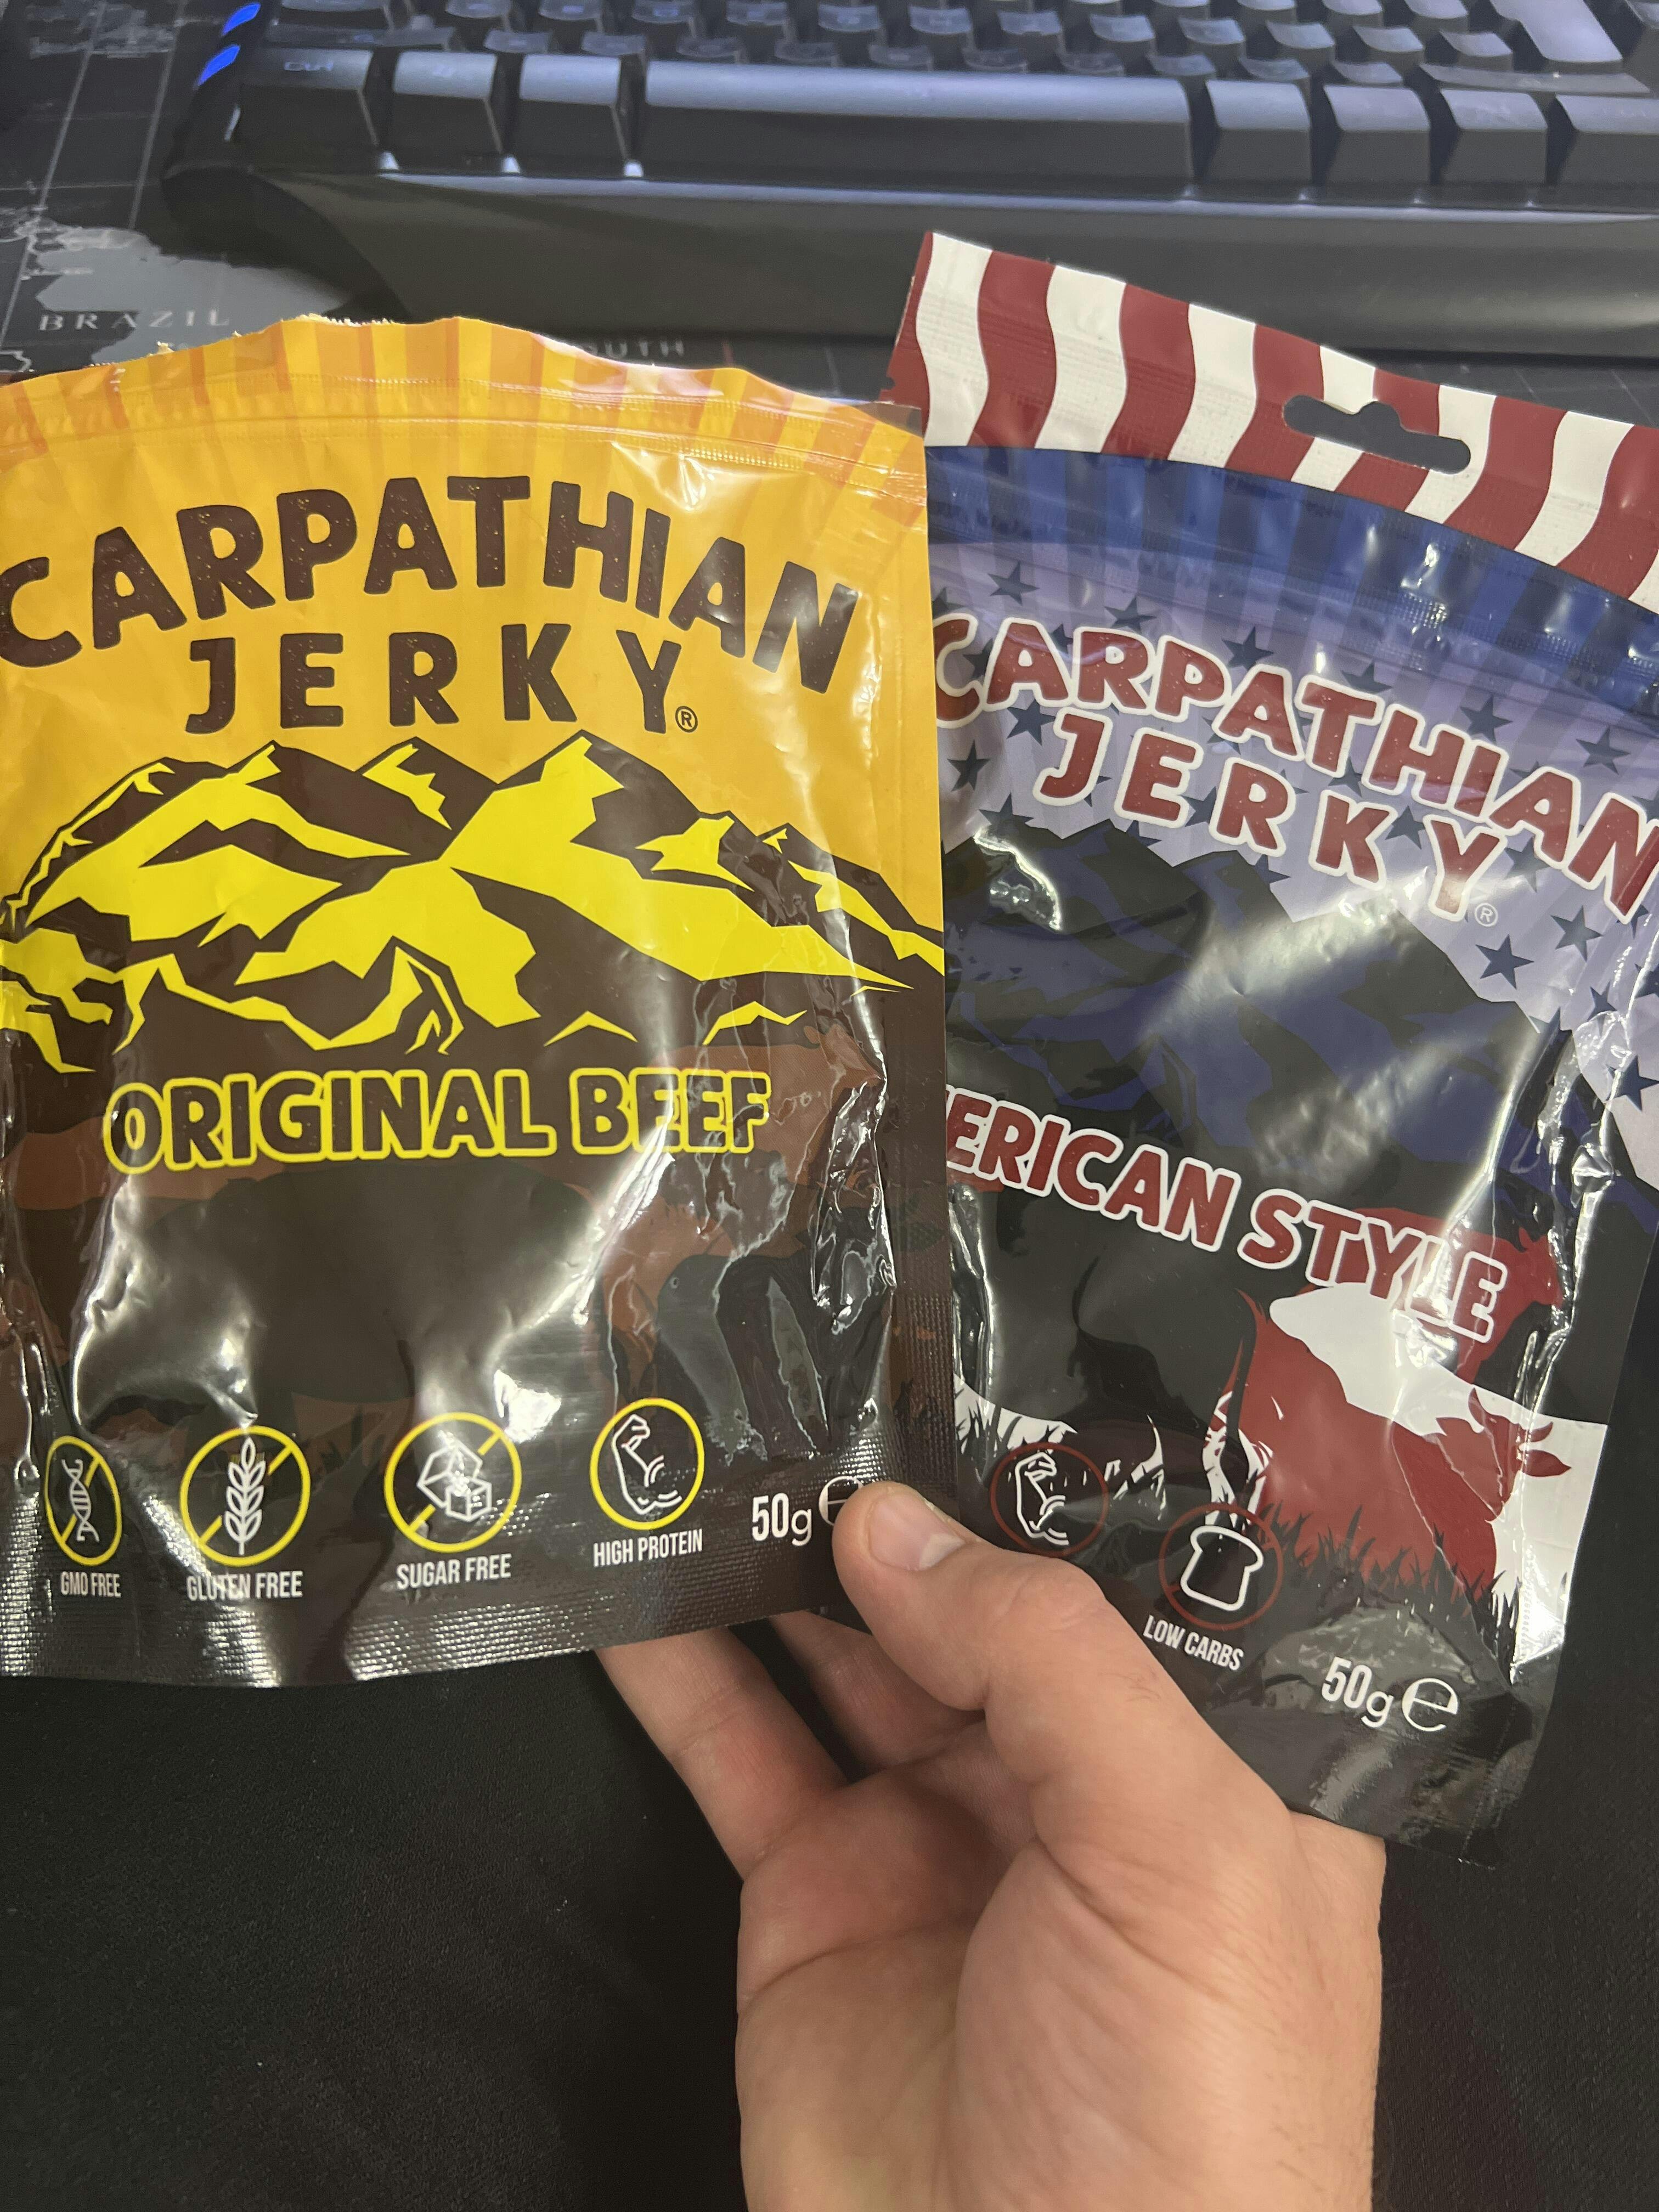 BRAZIL
CARPATHIAN
JERKY®
ORIGINAL BEEF
GMO FREE
GLUTEN FREE
SUGAR FREE
HIGH PROTEIN
50g ℮
CARPATHIAN
JERKY®
ERICAN STYLE
LOW CARBS
50g ℮